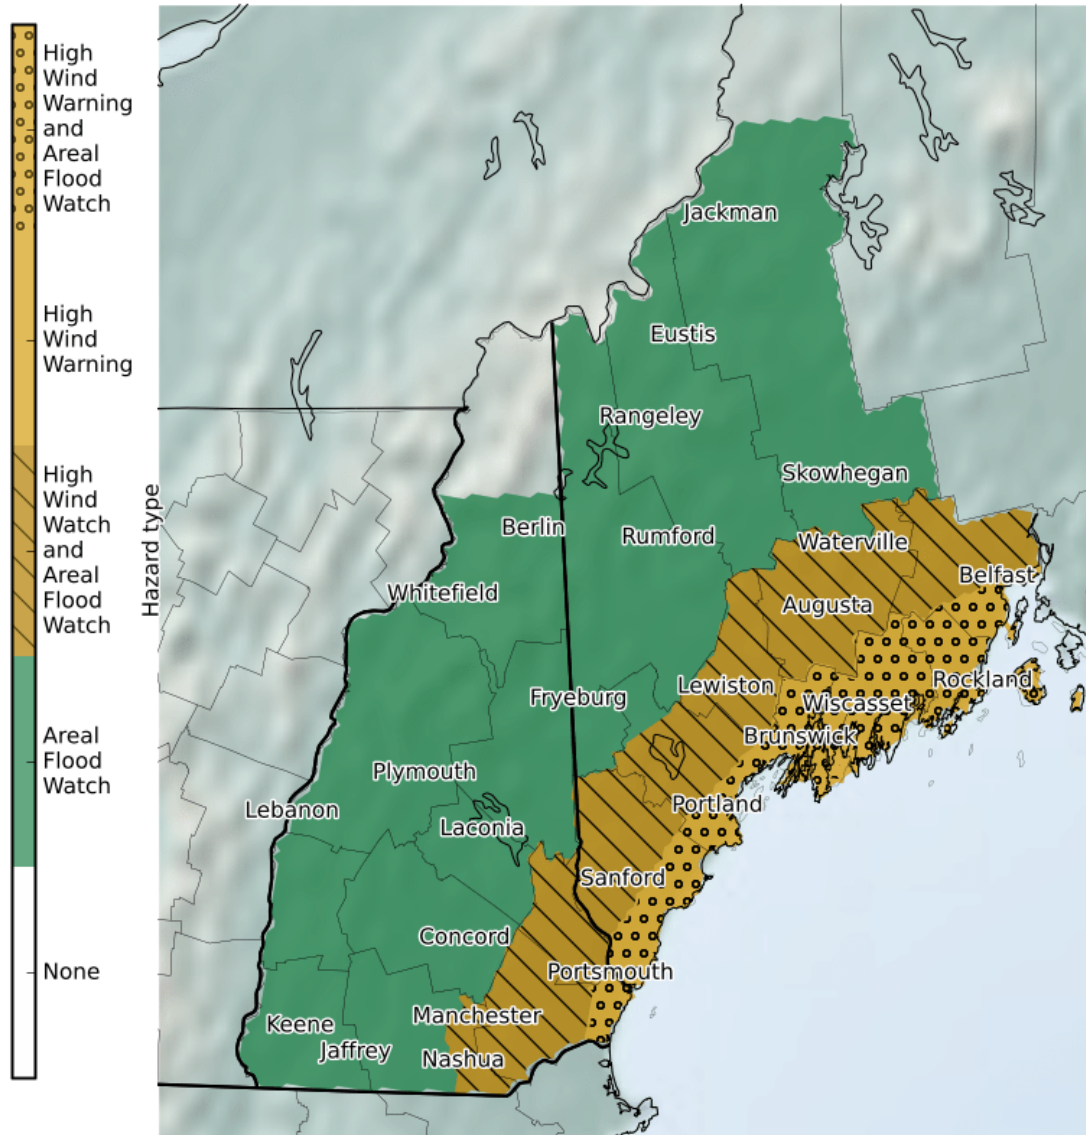 High
Wind
Warning
and
Areal
Flood
Watch
High
Wind
Warning
High
Wind
Watch
and
Areal
Flood
Watch
Areal
Flood
Watch
None
Hazard type
Jackman
Eustis
Rangeley
Skowhegan
Berlin
Rumford
Waterville
Belfast
Whitefield
Augusta
Lewiston
Rockland
Fryeburg
Wiscasset
Brunswick
Plymouth
Portland
Lebanon
Laconia
Sanford
Concord
Portsmouth
Manchester
Keene
Jaffrey
Nashua